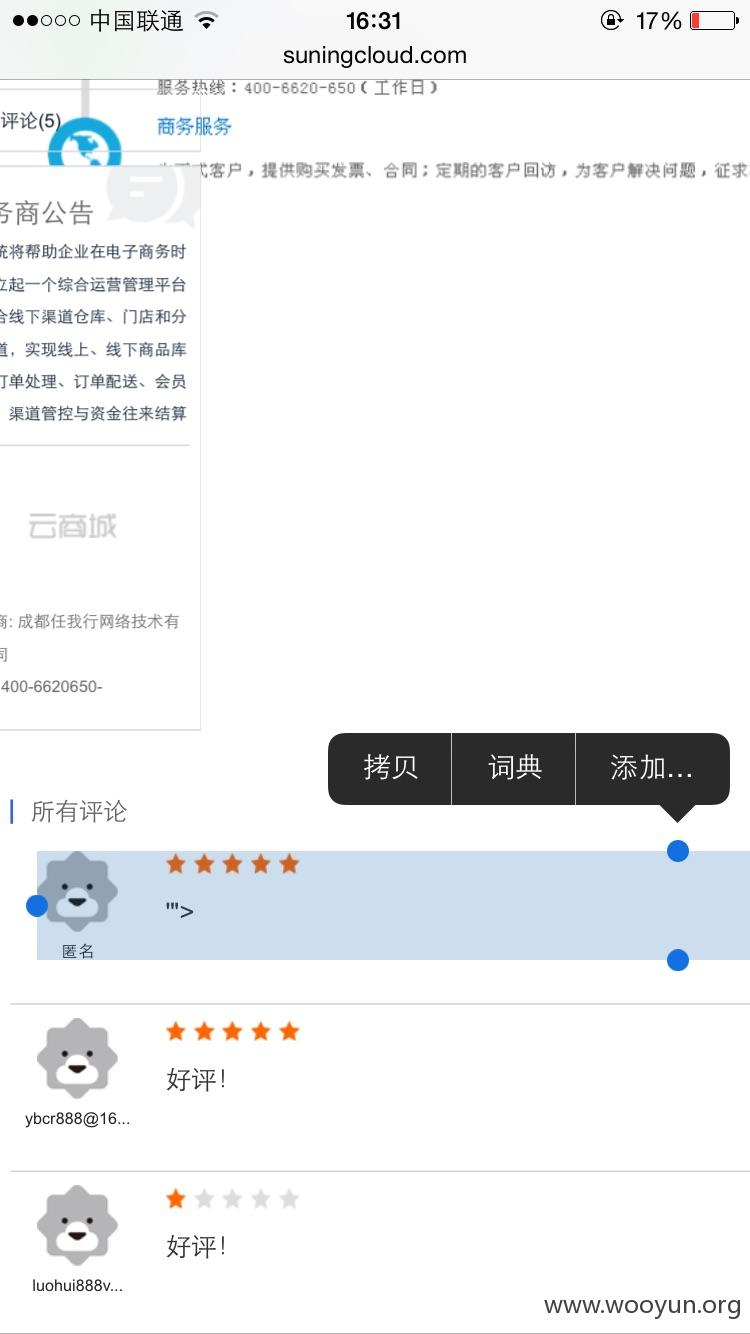 中国联通
16:31
17%
suningcloud.com
服务热线：400-6620-650（工作日）
评论(5)
商务服务
式客户，提供购买发票、合同；定期的客户回访，为客户解决问题，征求
务商公告
统将帮助企业在电子商务时
立起一个综合运营管理平台
合线下渠道仓库、门店和分
道，实现线上、线下商品库
订单处理、订单配送、会员
渠道管控与资金往来结算
云商城
商: 成都任我行网络技术有
司
400-6620650-
拷贝
词典
添加...
所有评论
'">
匿名
好评！
ybcr888@16...
好评！
luohui888v...
www.wooyun.org